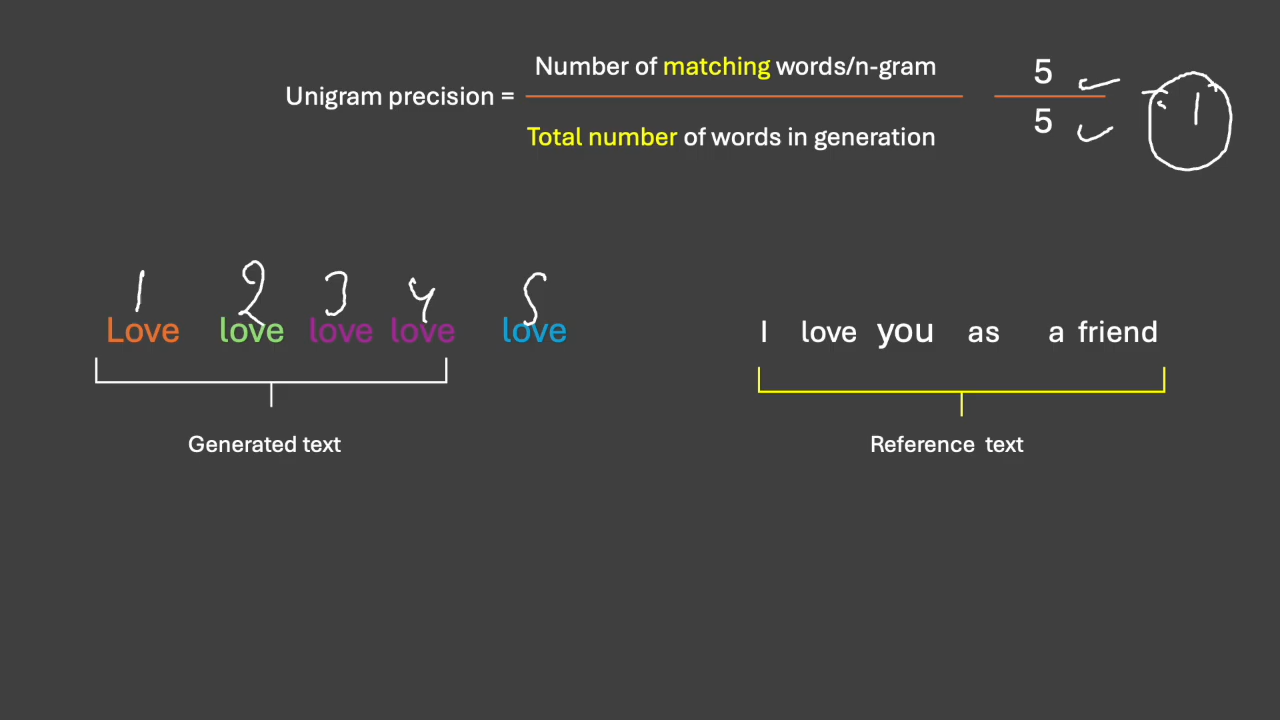 Number of matching words/n-gram
Unigram precision =
Total number of words in generation
5
5
1
1 2 3 4 5
Love love love love love
I love you as a friend
Generated text
Reference text